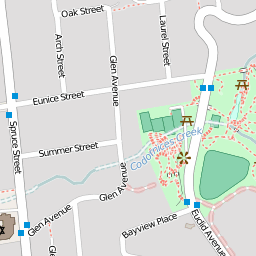 Oak Street
Laurel Street
Arch Street
Glen Avenue
Eunice Street
Spruce Street
Codornices Creek
Summer Street
Glen Avenue
Glen Avenue
Bayview Place
Euclid Avenue